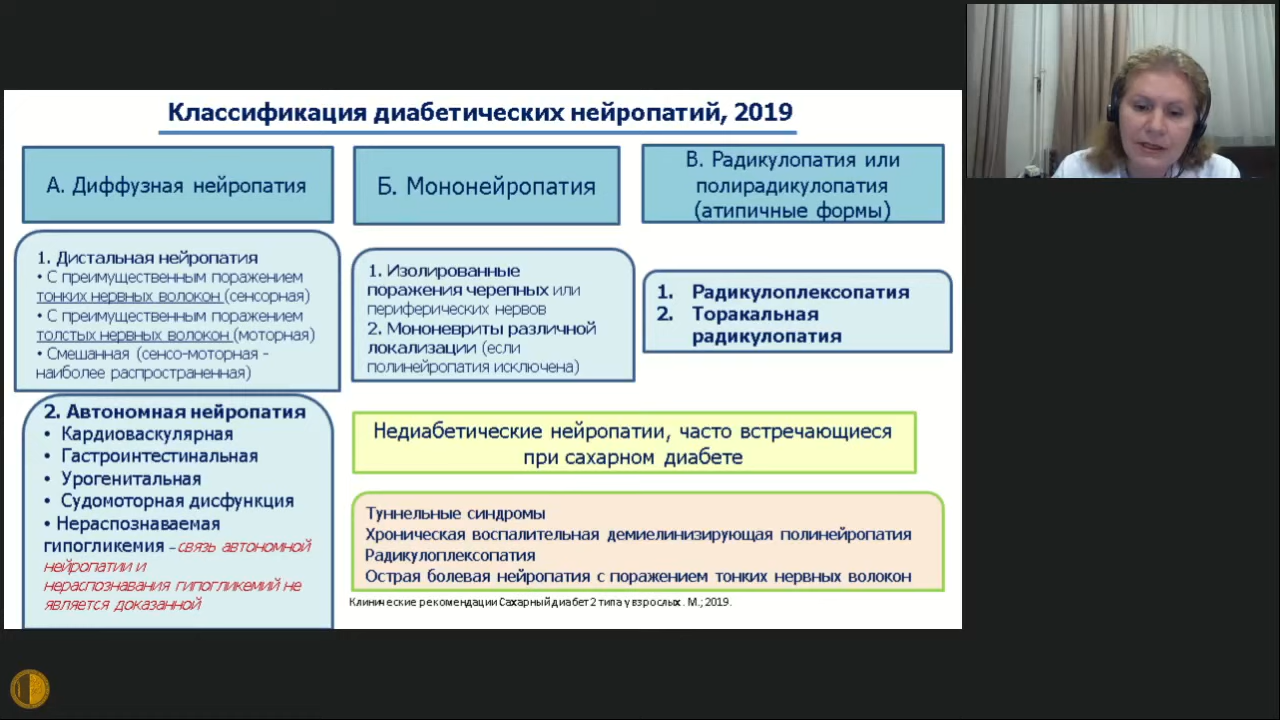 Классификация диабетических нейропатий, 2019
А. Диффузная нейропатия
Б. Мононейропатия
В. Радикулопатия или
полирадикулопатия
(атипичные формы)
1. Дистальная нейропатия
• С преимущественным поражением
тонких нервных волокон (сенсорная)
• С преимущественным поражением
толстых нервных волокон (моторная)
• Смешанная (сенсо-моторная -
наиболее распространенная)
2. Автономная нейропатия
• Кардиоваскулярная
• Гастроинтестинальная
• Урогенитальная
• Судомоторная дисфункция
• Нераспознаваемая
гипогликемия – связь автономной
нейропатии и
нераспознавания гипогликемий не
является доказанной
1. Изолированные
поражения черепных или
периферических нервов
2. Мононевриты различной
локализации (если
полинейропатия исключена)
1. Радикулоплексопатия
2. Торакальная
радикулопатия
Недиабетические нейропатии, часто встречающиеся
при сахарном диабете
Туннельные синдромы
Хроническая воспалительная демиелинизирующая полинейропатия
Радикулоплексопатия
Острая болевая нейропатия с поражением тонких нервных волокон
Клинические рекомендации Сахарный диабет 2 типа у взрослых. М.; 2019.